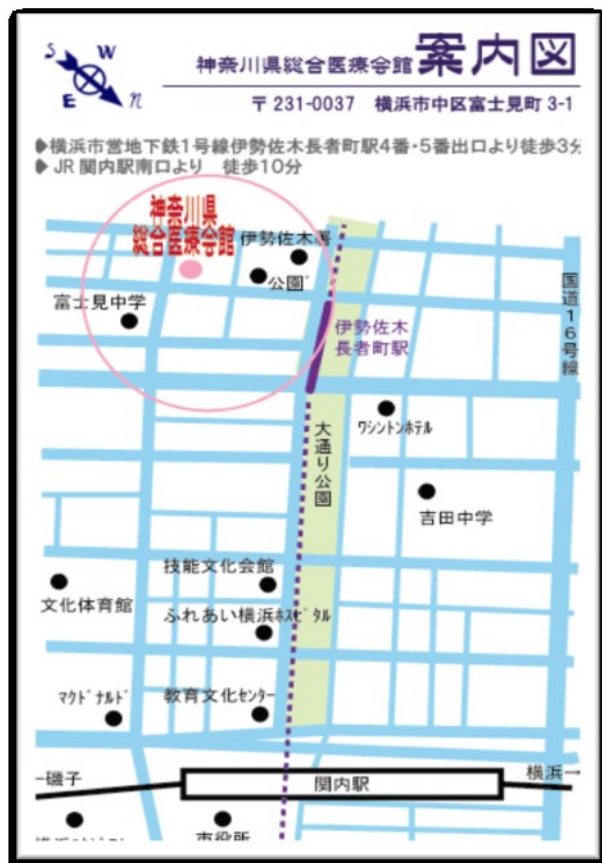 S W
E n
神奈川県総合医療会館 案内図
〒 231-0037 横浜市中区富士見町 3-1
▶横浜市営地下鉄1号線伊勢佐木長者町駅4番・5番出口より徒歩3分
▶ JR 関内駅南口より 徒歩10分
神奈川県
総合医療会館
伊勢佐木署
公園
富士見中学
国道16号線
伊勢佐木
長者町駅
ワシントンホテル
大通り公園
吉田中学
技能文化会館
文化体育館
ふれあい横浜ホスピタル
マクドナルド
教育文化センター
←磯子
関内駅
横浜→
市役所